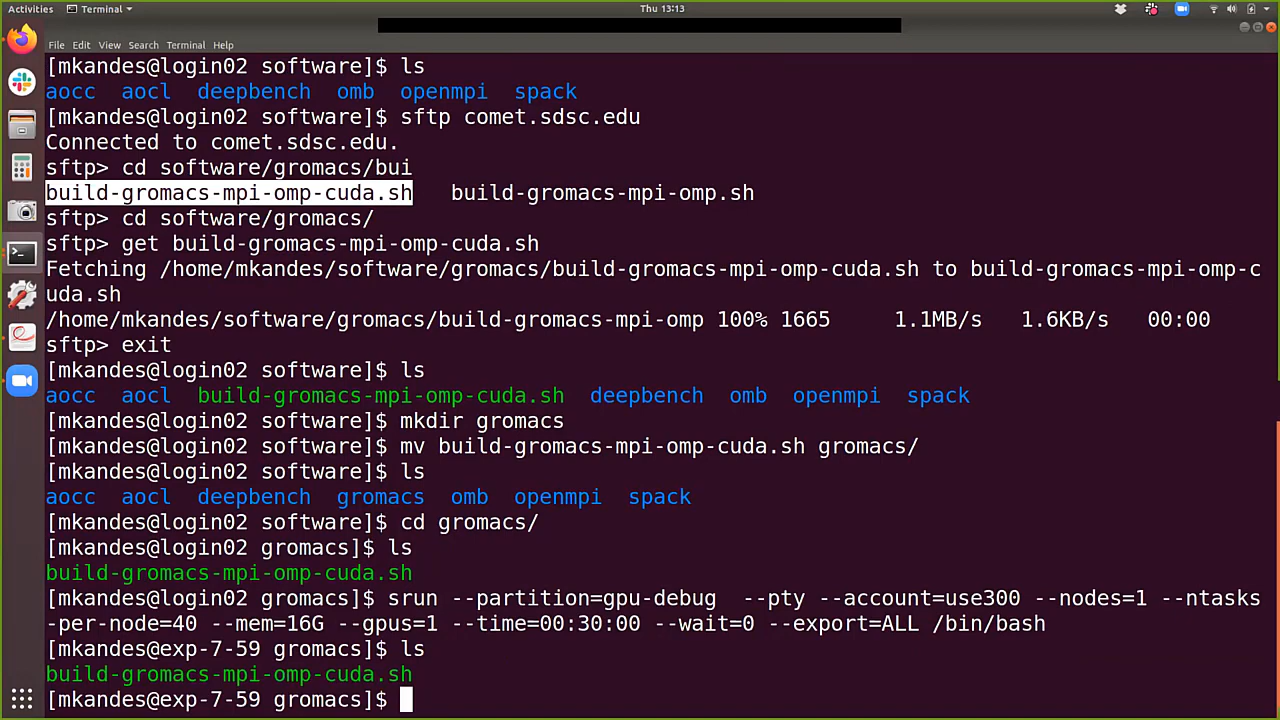 Activities Terminal Thu 13:13
File Edit View Search Terminal Help
[mkandes@login02 software]$ ls
aocc aocl deepbench omb openmpi spack
[mkandes@login02 software]$ sftp comet.sdsc.edu
Connected to comet.sdsc.edu.
sftp> cd software/gromacs/bui
build-gromacs-mpi-omp-cuda.sh build-gromacs-mpi-omp.sh
sftp> cd software/gromacs/
sftp> get build-gromacs-mpi-omp-cuda.sh
Fetching /home/mkandes/software/gromacs/build-gromacs-mpi-omp-cuda.sh to build-gromacs-mpi-omp-c
uda.sh
/home/mkandes/software/gromacs/build-gromacs-mpi-omp 100% 1665 1.1MB/s 1.6KB/s 00:00
sftp> exit
[mkandes@login02 software]$ ls
aocc aocl build-gromacs-mpi-omp-cuda.sh deepbench omb openmpi spack
[mkandes@login02 software]$ mkdir gromacs
[mkandes@login02 software]$ mv build-gromacs-mpi-omp-cuda.sh gromacs/
[mkandes@login02 software]$ ls
aocc aocl deepbench gromacs omb openmpi spack
[mkandes@login02 software]$ cd gromacs/
[mkandes@login02 gromacs]$ ls
build-gromacs-mpi-omp-cuda.sh
[mkandes@login02 gromacs]$ srun --partition=gpu-debug --pty --account=use300 --nodes=1 --ntasks
-per-node=40 --mem=16G --gpus=1 --time=00:30:00 --wait=0 --export=ALL /bin/bash
[mkandes@exp-7-59 gromacs]$ ls
build-gromacs-mpi-omp-cuda.sh
[mkandes@exp-7-59 gromacs]$